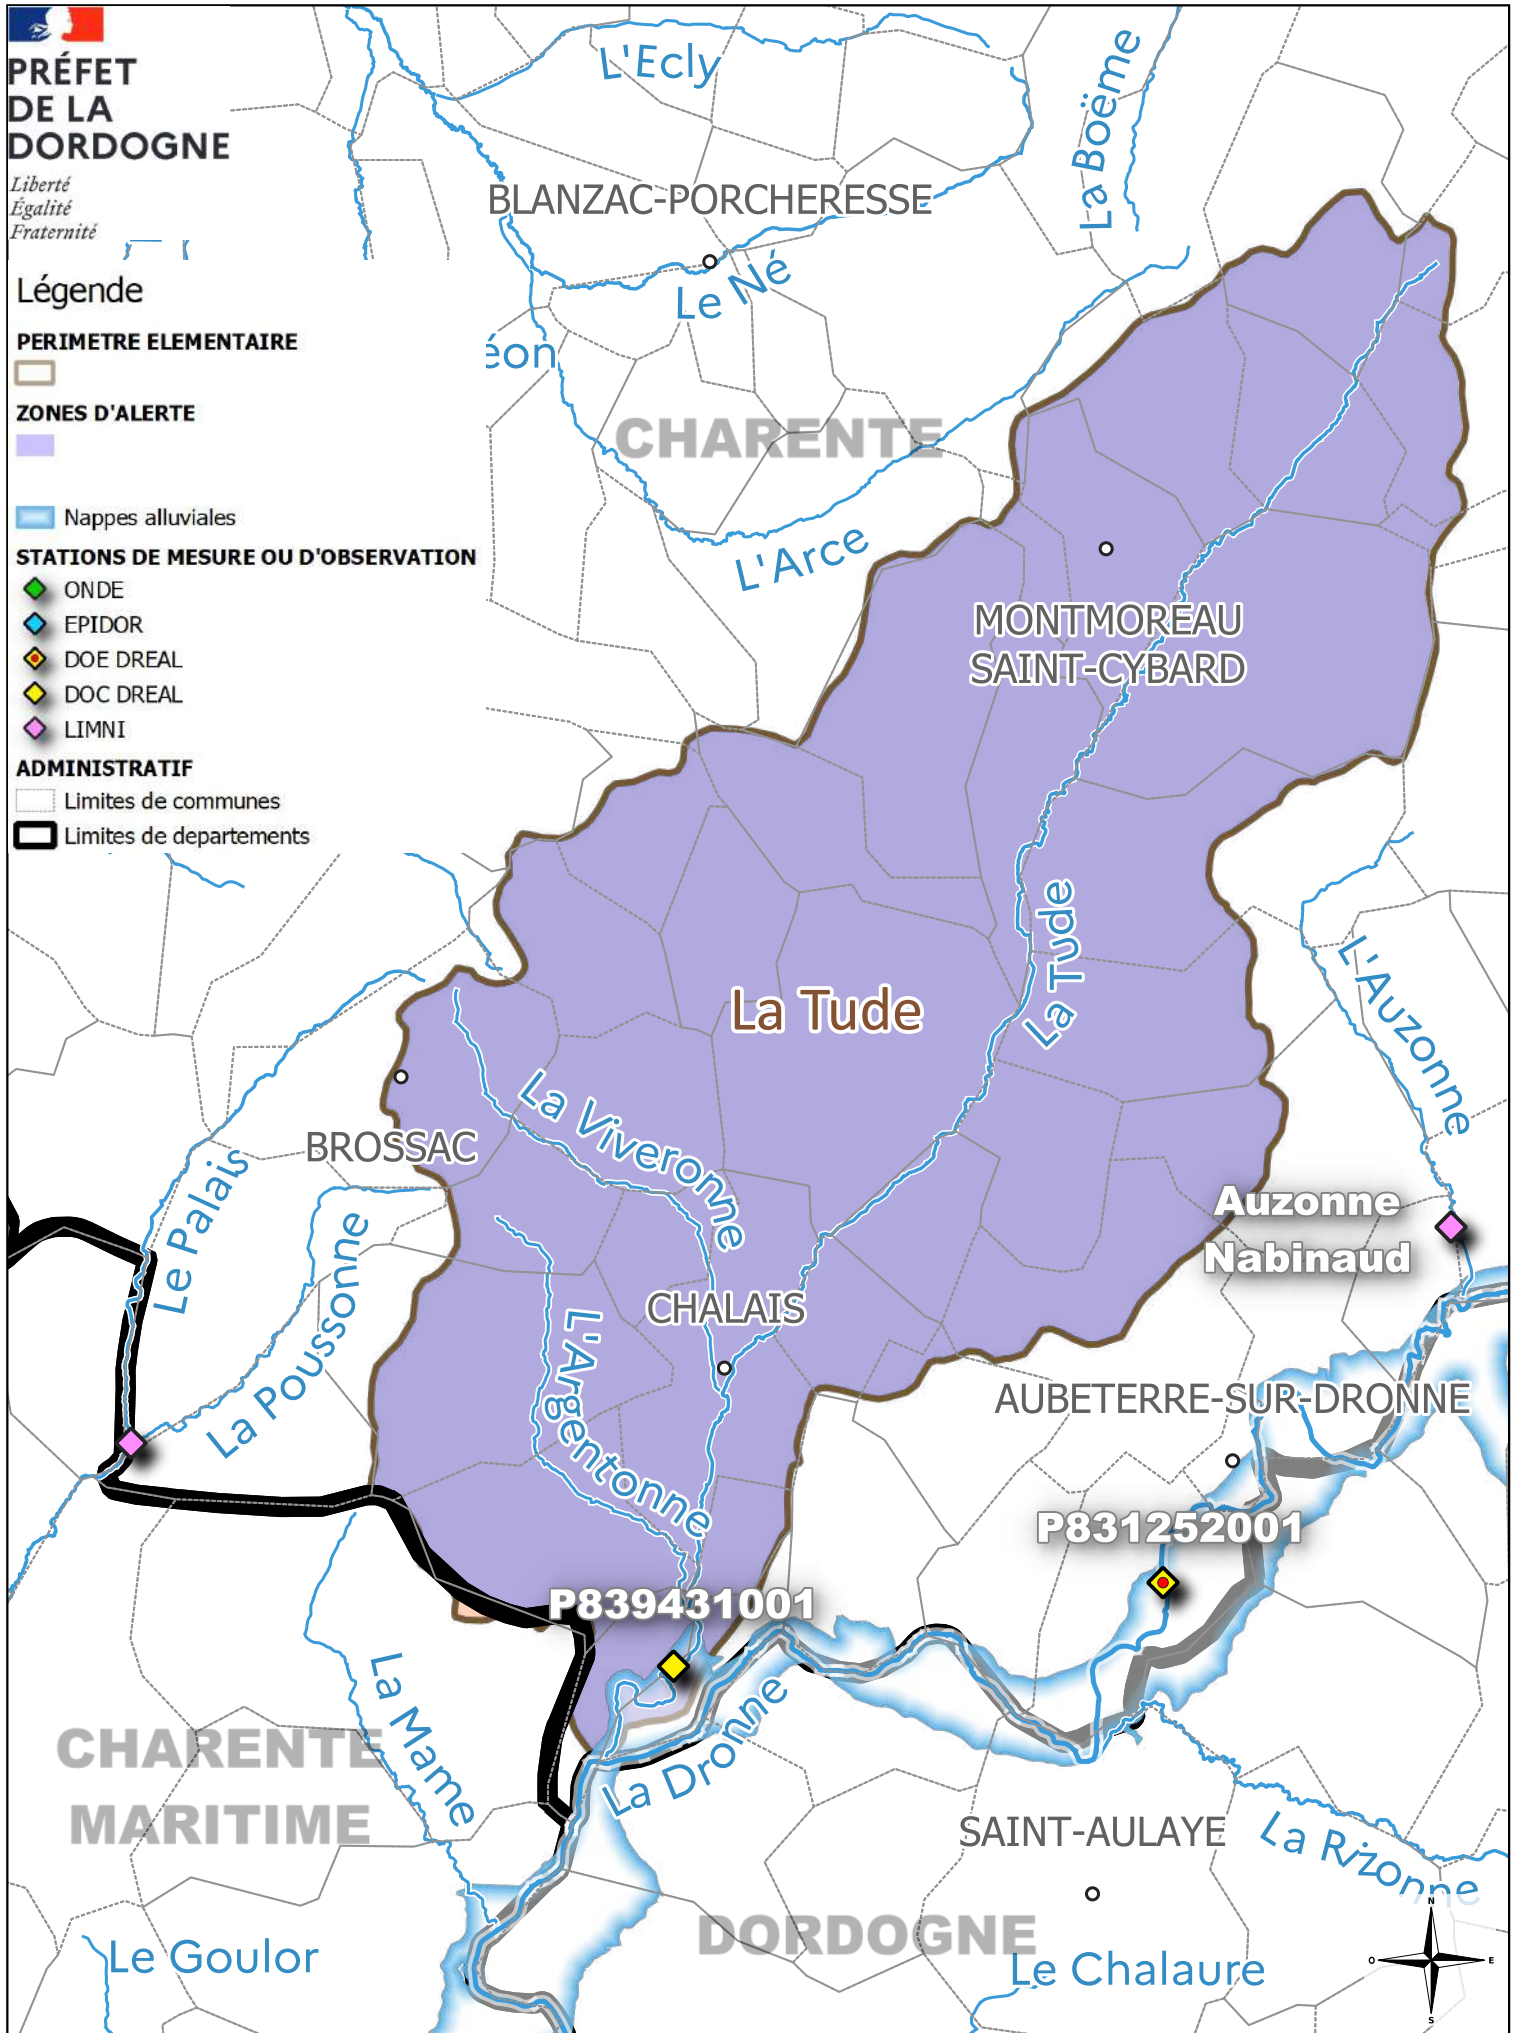 PRÉFET
DE LA
DORDOGNE
Liberté
Égalité
Fraternité
Légende
PERIMETRE ELEMENTAIRE
ZONES D'ALERTE
Nappes alluviales
STATIONS DE MESURE OU D'OBSERVATION
ONDE
EPIDOR
DOE DREAL
DOC DREAL
LIMNI
ADMINISTRATIF
Limites de communes
Limites de departements
L'Ecly
La Boëme
BLANZAC-PORCHERESSE
Le Né
éon
CHARENTE
L'Arce
MONTMOREAU
SAINT-CYBARD
La Tude
La Tude
L'Auzonne
La Viveronne
BROSSAC
Le Palais
La Poussonne
Auzonne
Nabinaud
CHALAIS
L'Argentonne
AUBETERRE-SUR-DRONNE
P831252001
P839431001
La Mame
La Dronne
CHARENTE
MARITIME
SAINT-AULAYE
La Rizonne
DORDOGNE
Le Goulor
Le Chalaure
N
O
E
S